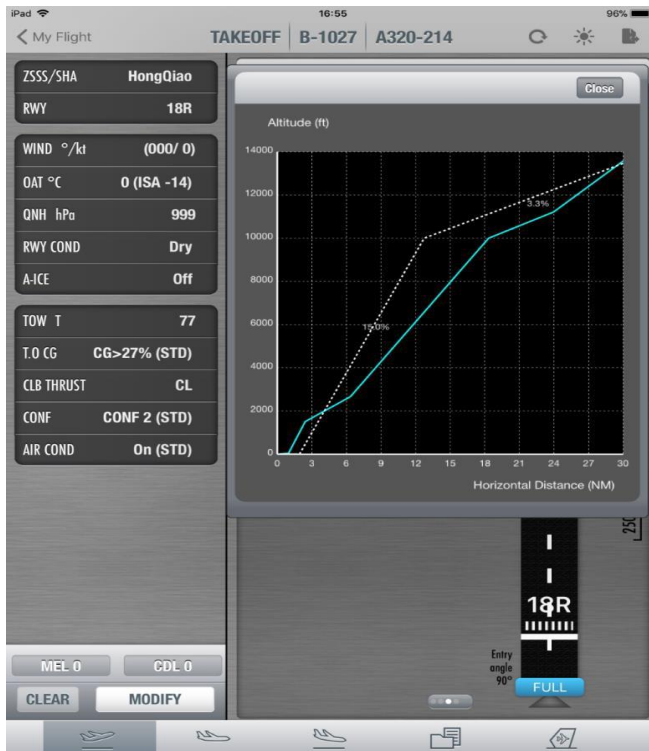 iPad 16:55 96%
My Flight TAKEOFF B-1027 A320-214
ZSSS/SHA HongQiao
RWY 18R
WIND °/kt (000/ 0)
OAT °C 0 (ISA -14)
QNH hPa 999
RWY COND Dry
A-ICE Off
TOW T 77
T.O CG CG>27% (STD)
CLB THRUST CL
CONF CONF 2 (STD)
AIR COND On (STD)
Close
Altitude (ft)
14000
12000
10000
8000
6000
4000
2000
0
3.3%
15.0%
0 3 6 9 12 15 18 21 24 27 30
Horizontal Distance (NM)
18R
Entry
angle
90°
FULL
MEL 0 CDL 0
CLEAR MODIFY